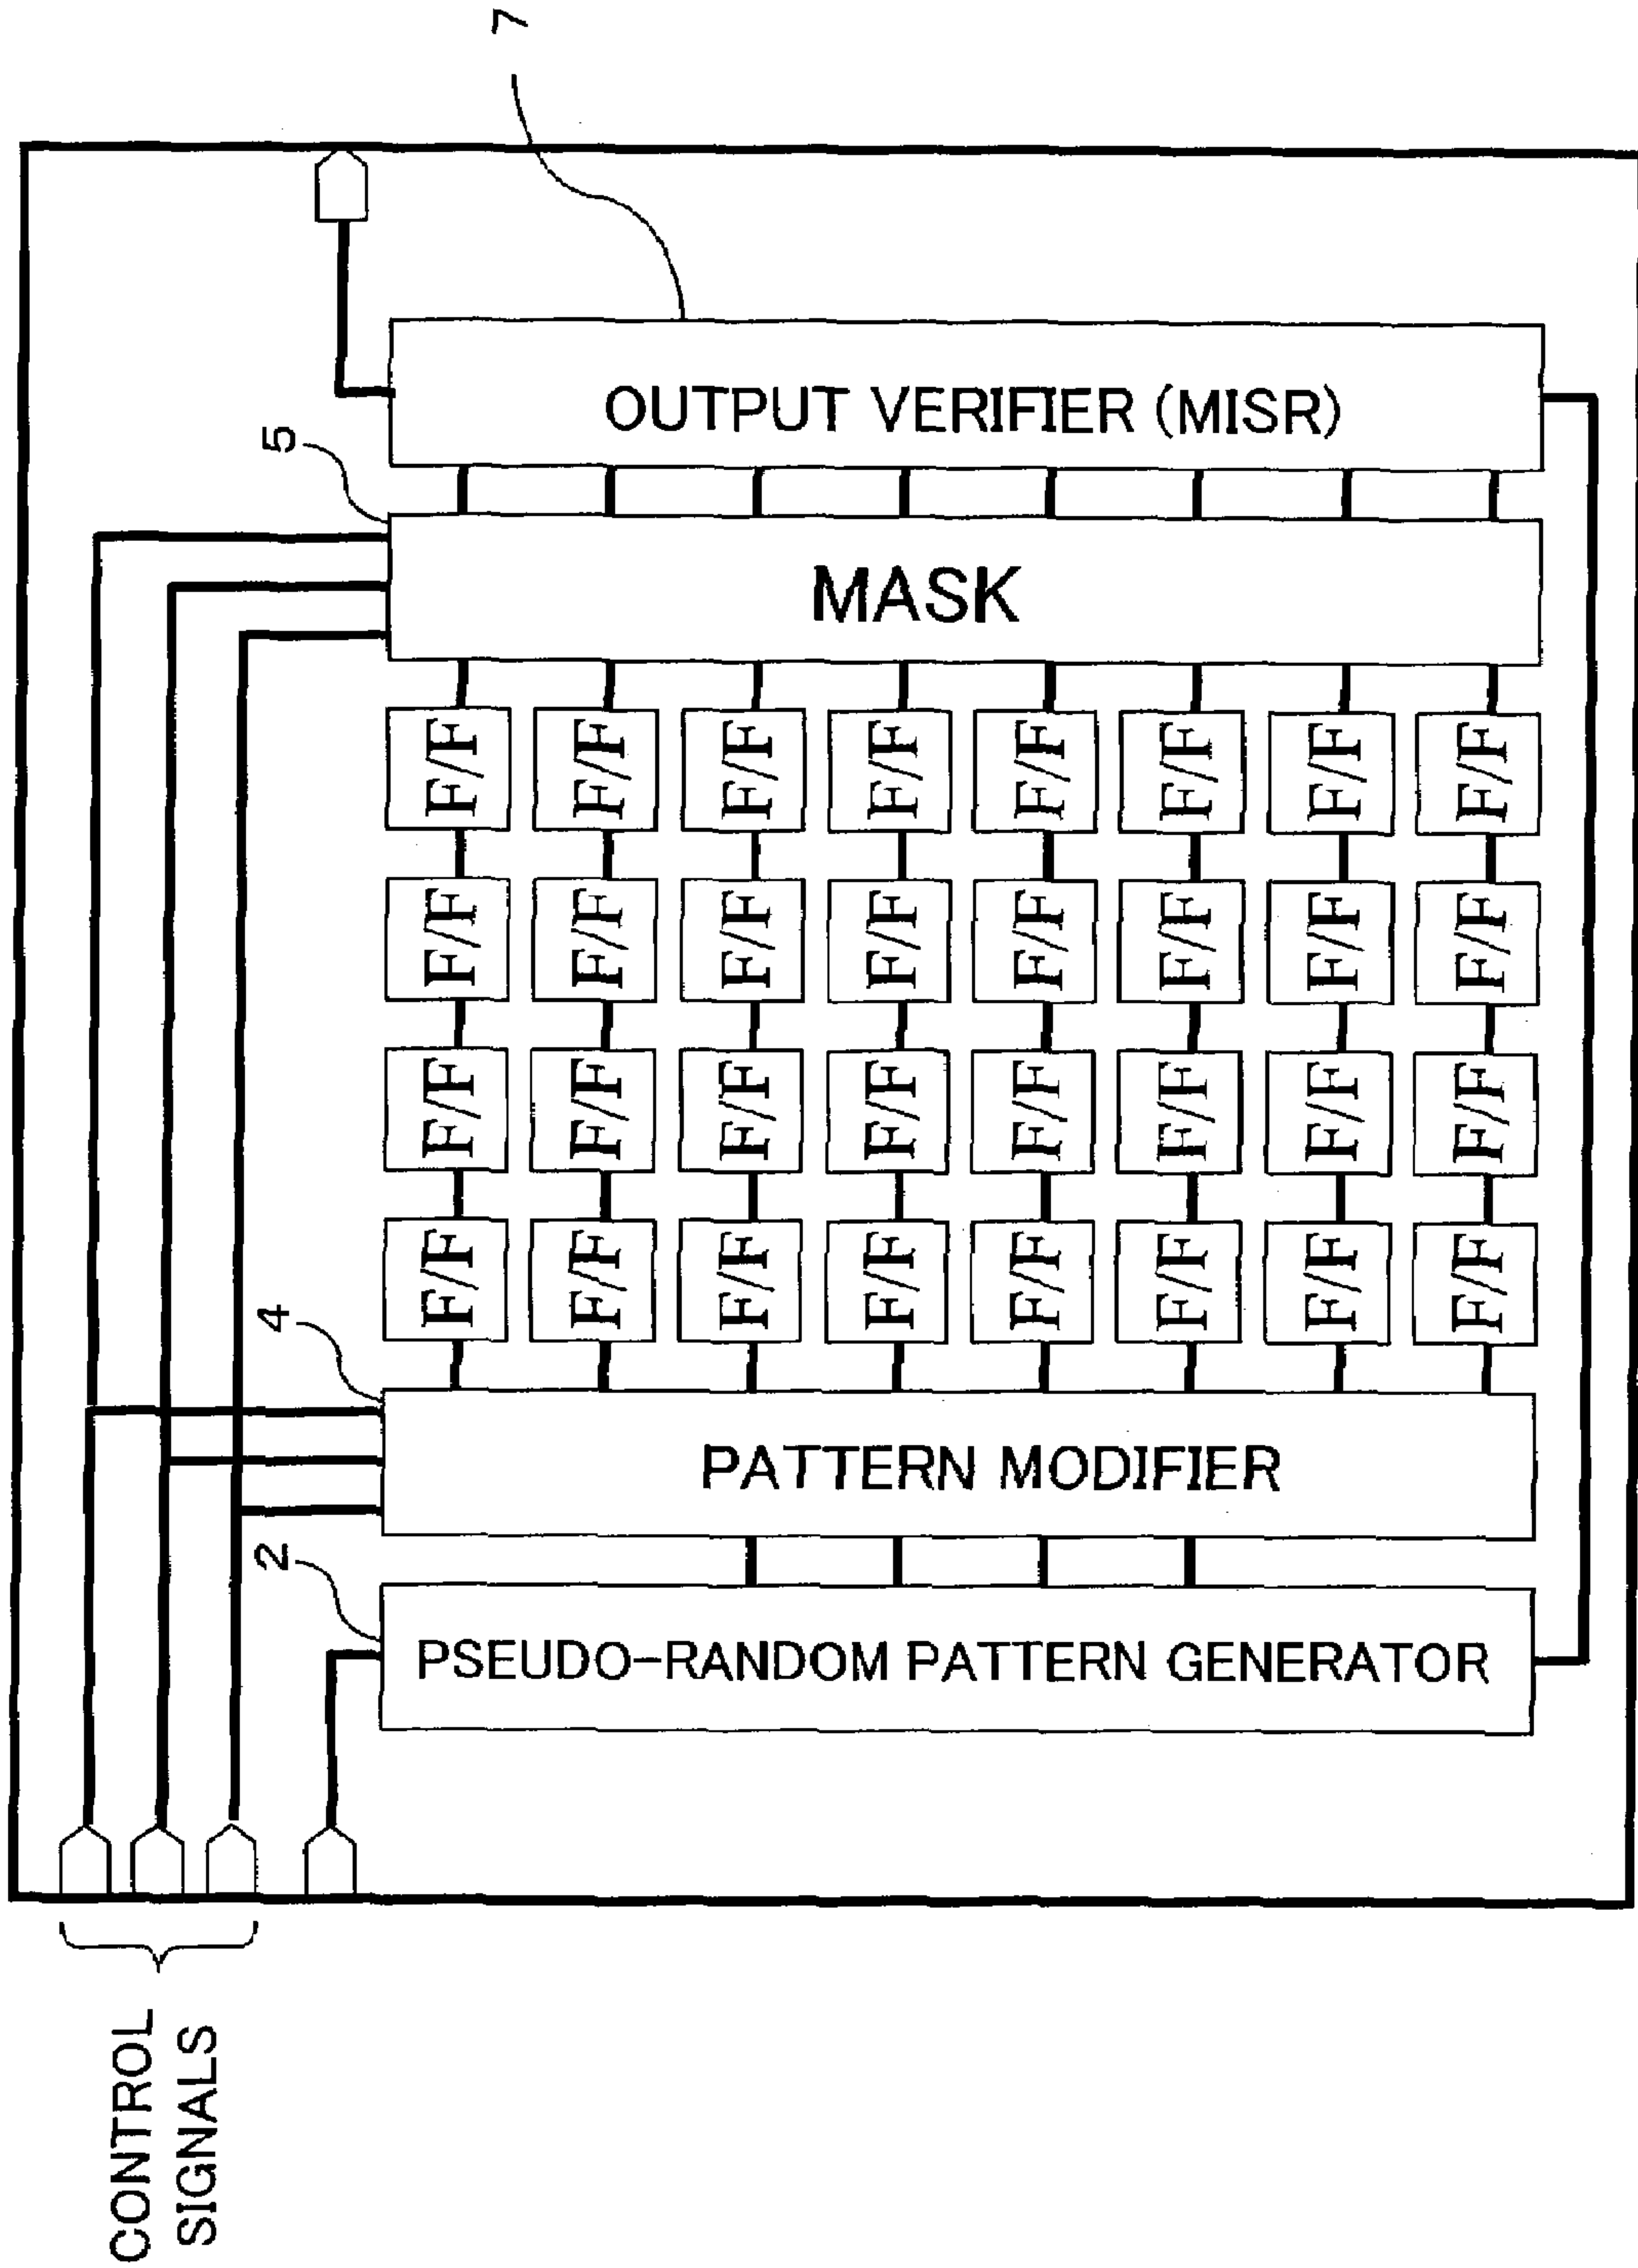 7
OUTPUT VERIFIER (MISR)
5
MASK
F/F F/F F/F F/F F/F F/F F/F F/F
F/F F/F F/F F/F F/F F/F F/F F/F
F/F F/F F/F F/F F/F F/F F/F F/F
F/F F/F F/F F/F F/F F/F F/F F/F
4
PATTERN MODIFIER
2
PSEUDO-RANDOM PATTERN GENERATOR
CONTROL
SIGNALS